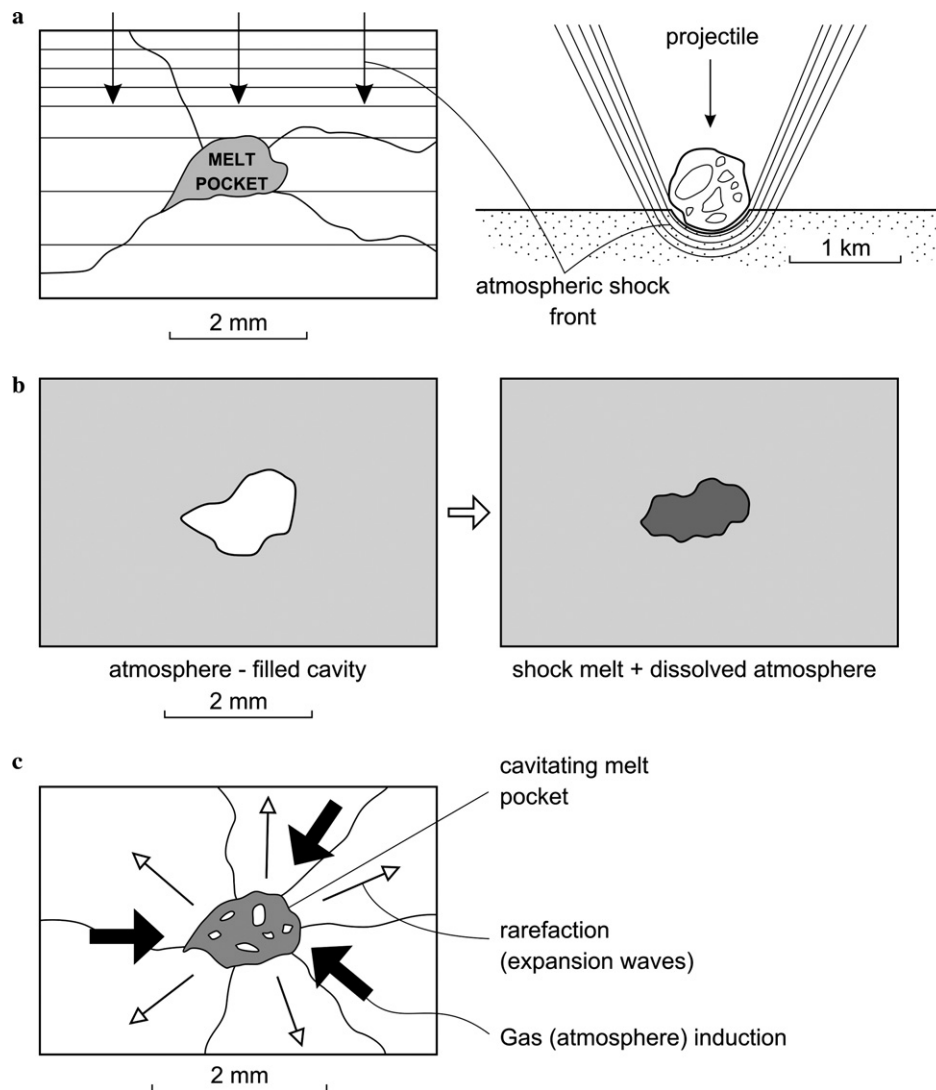 a
projectile
MELT
POCKET
1 km
atmospheric shock
front
2 mm
b
atmosphere - filled cavity
shock melt + dissolved atmosphere
2 mm
c
cavitating melt
pocket
rarefaction
(expansion waves)
Gas (atmosphere) induction
2 mm